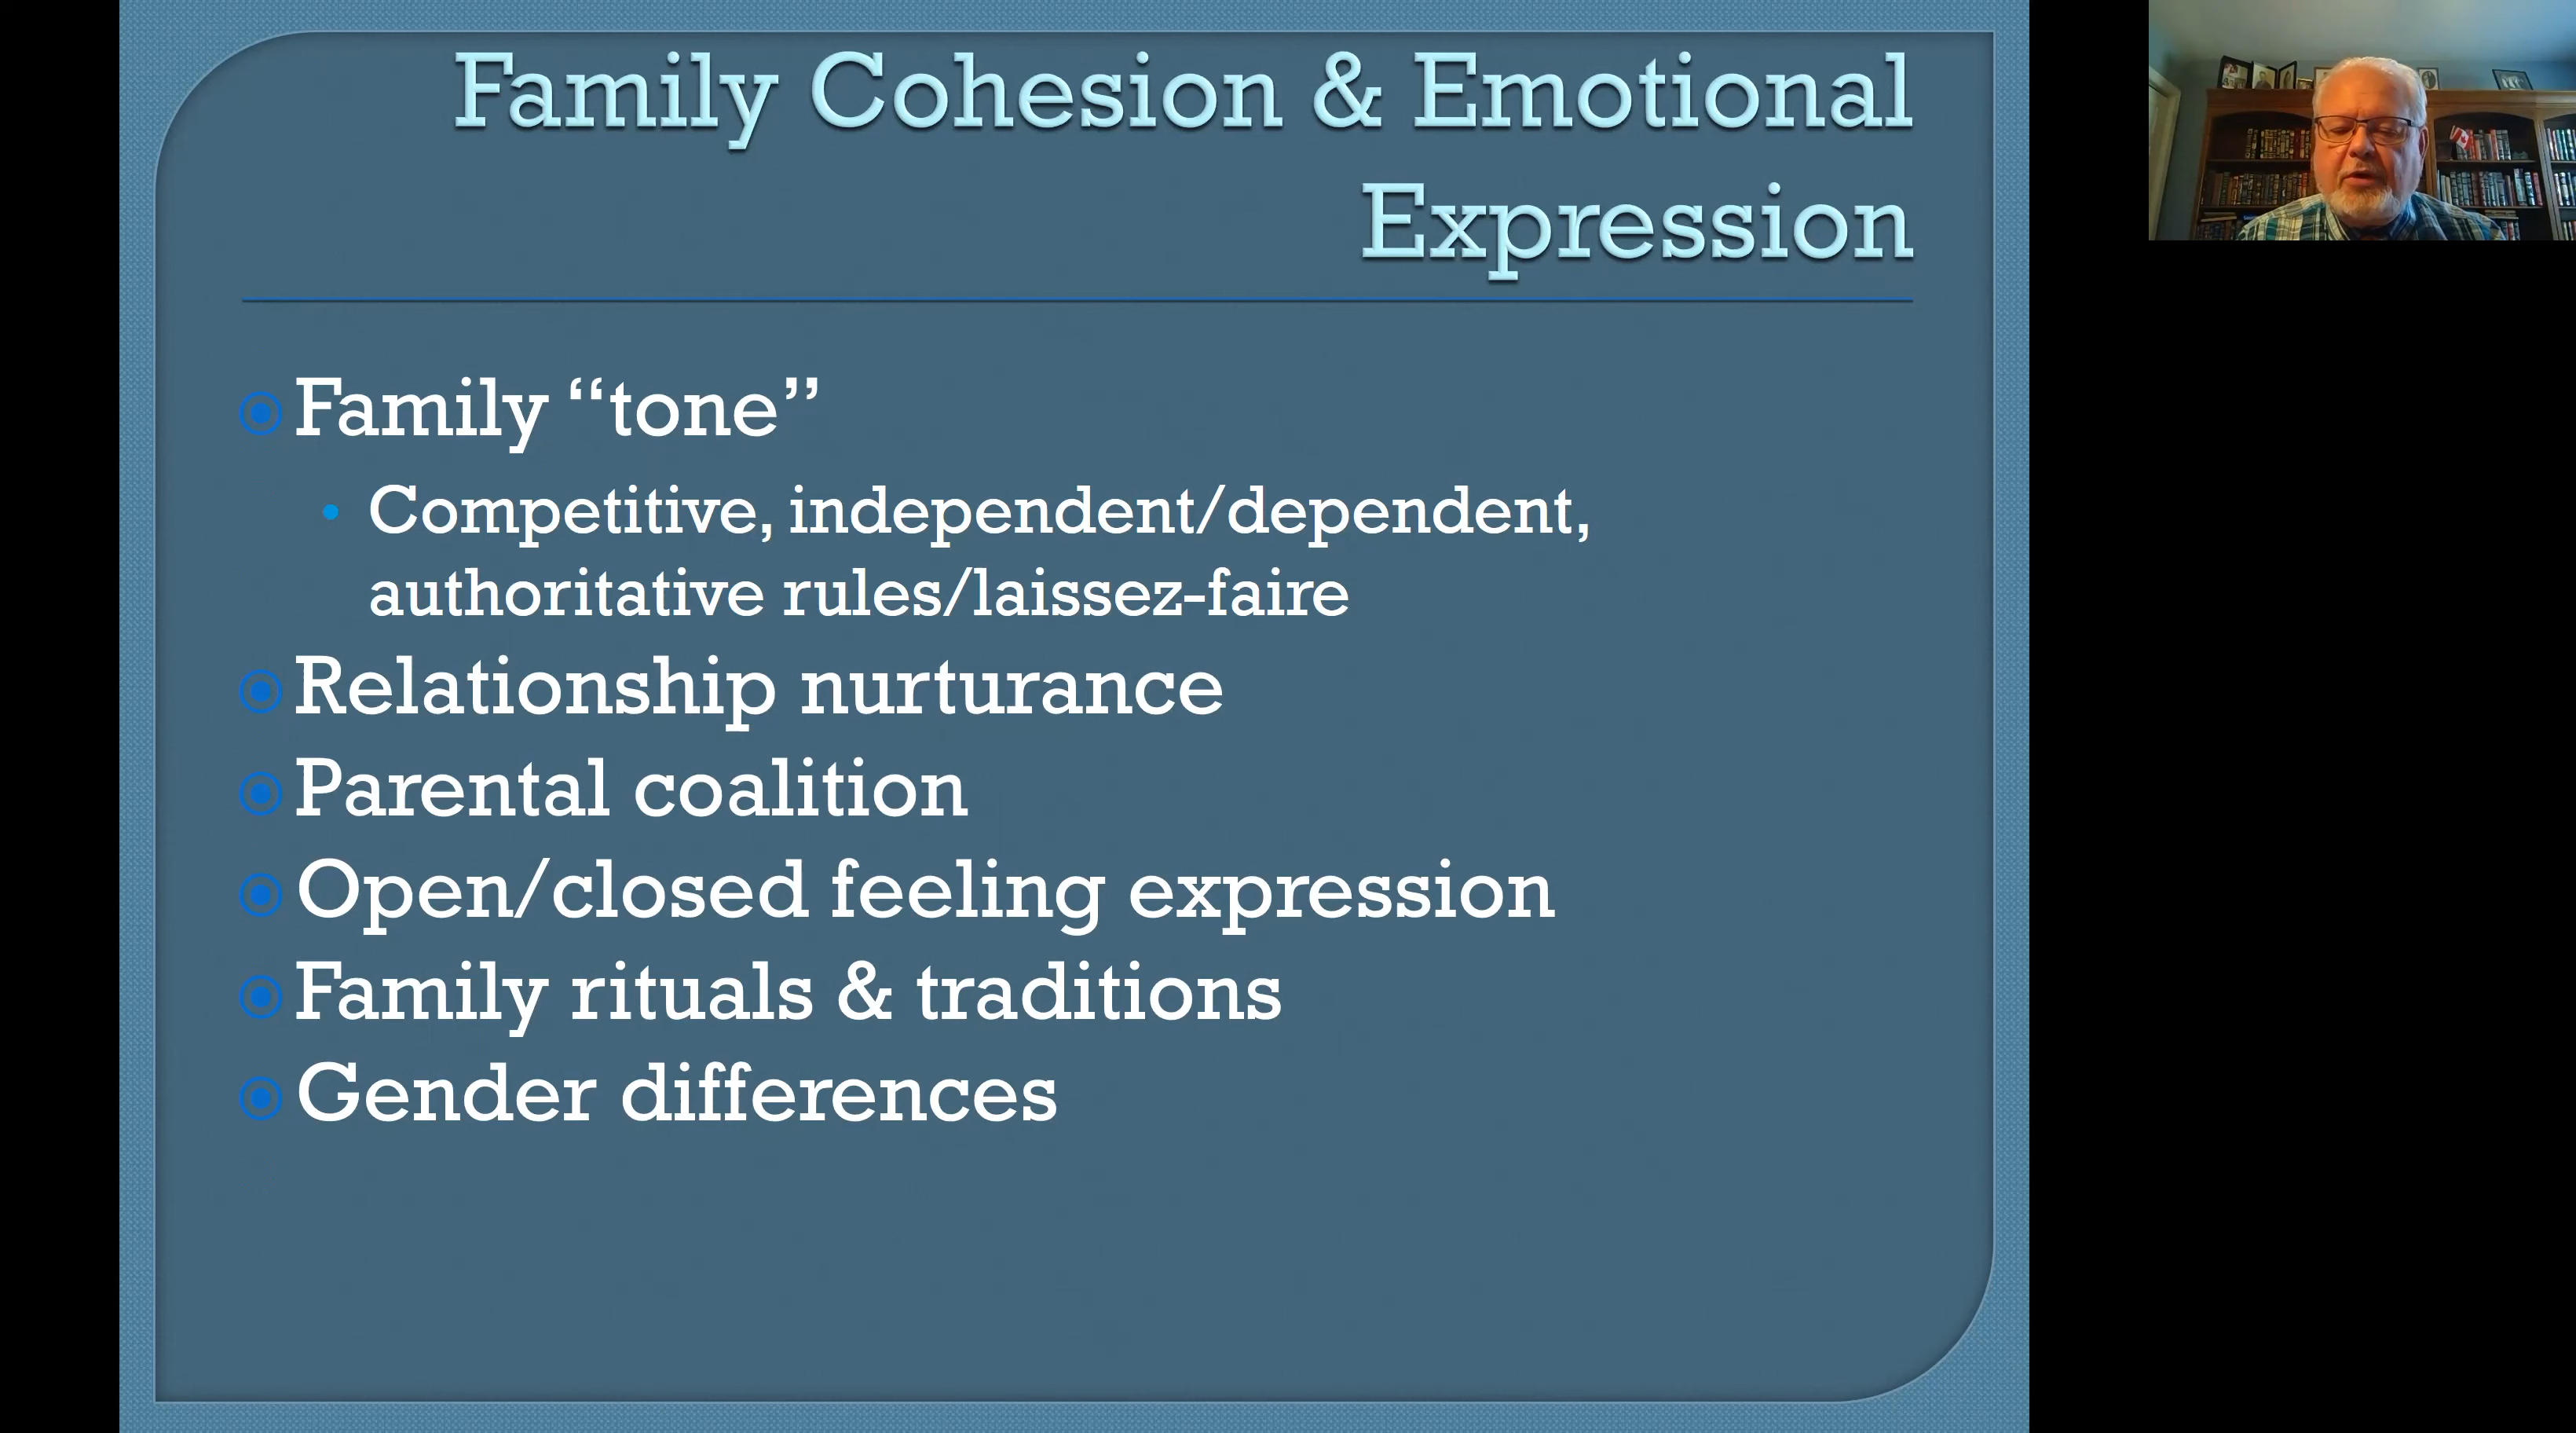 Family Cohesion & Emotional
Expression
Family “tone”
Competitive, independent/dependent,
authoritative rules/laissez-faire
Relationship nurturance
Parental coalition
Open/closed feeling expression
Family rituals & traditions
Gender differences